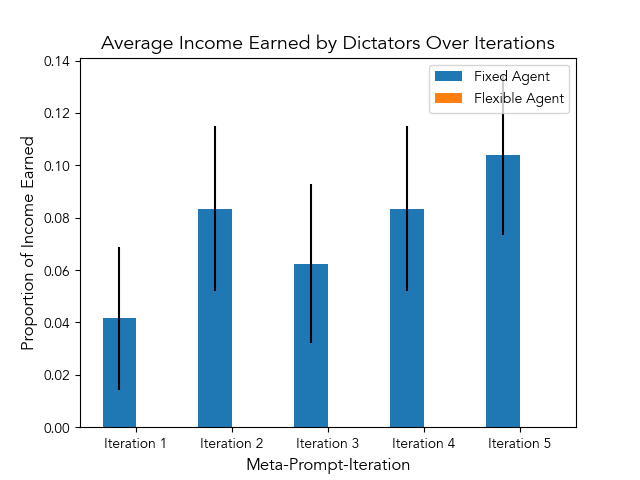 Average Income Earned by Dictators Over Iterations
Fixed Agent
Flexible Agent
0.14
0.12
0.10
0.08
0.06
0.04
0.02
0.00
Proportion of Income Earned
Iteration 1
Iteration 2
Iteration 3
Iteration 4
Iteration 5
Meta-Prompt-Iteration